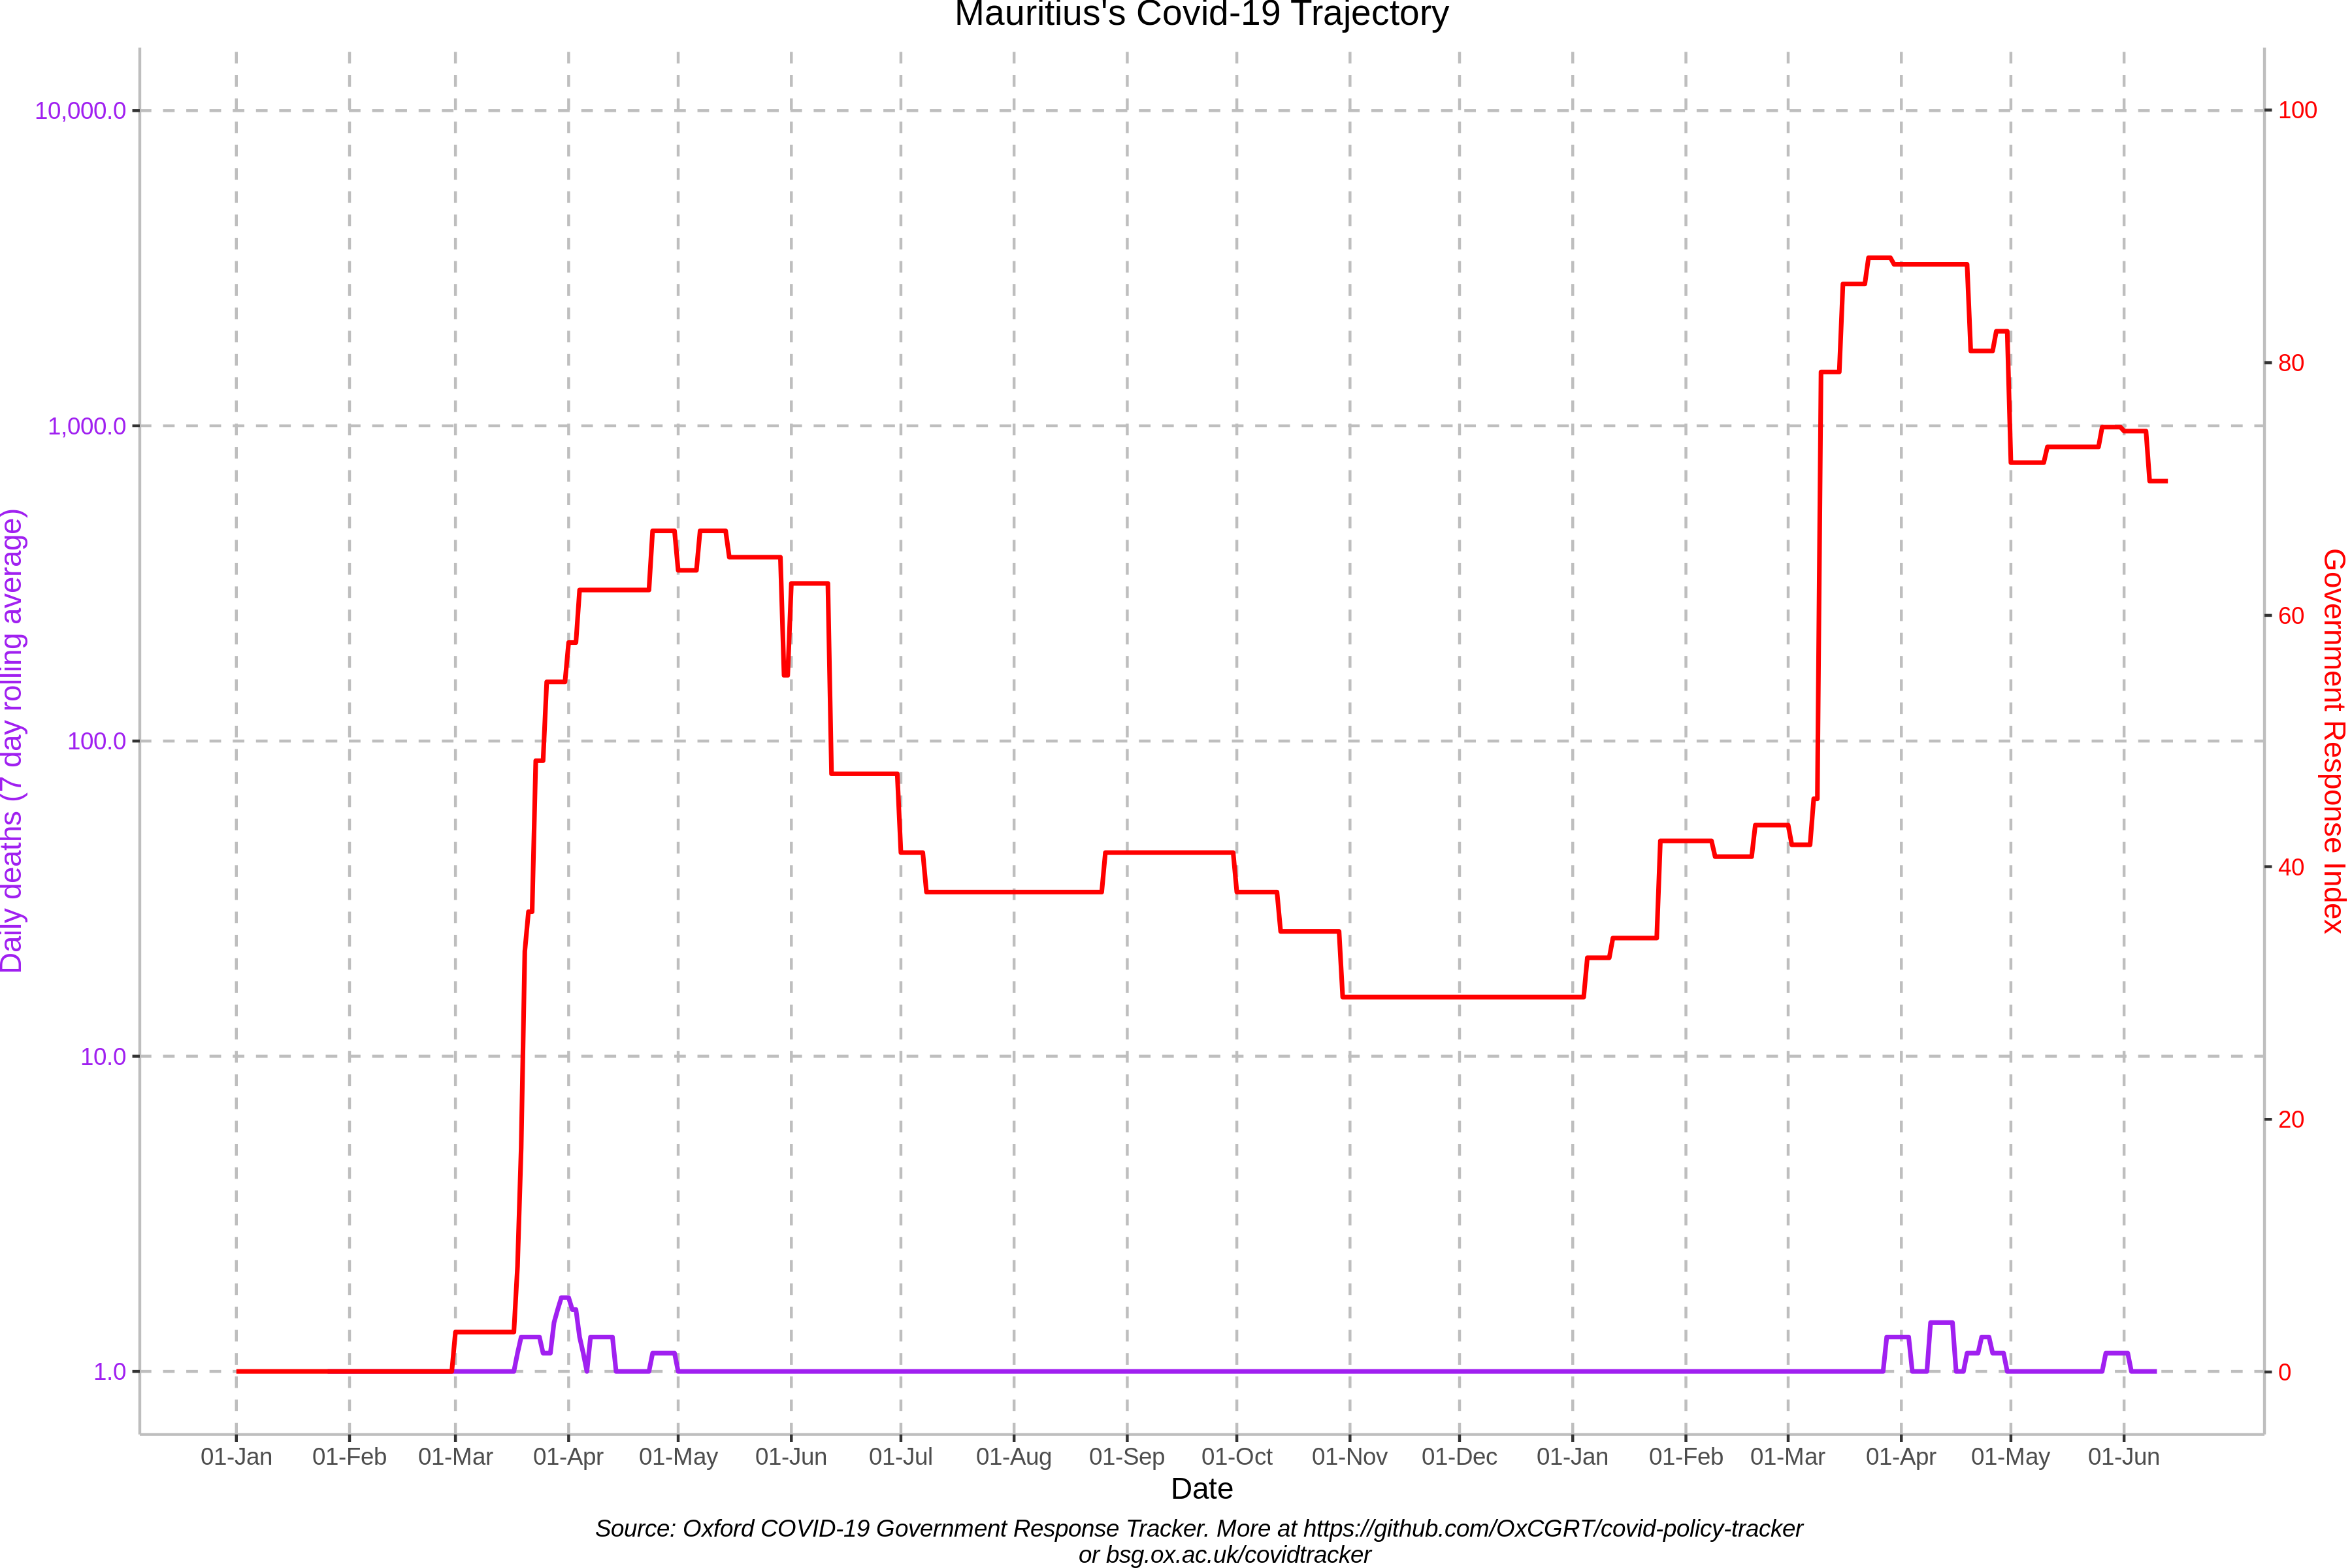 Mauritius's Covid-19 Trajectory
10,000.0
1,000.0
100.0
10.0
1.0
Daily deaths (7 day rolling average)
100
80
60
40
20
0
Government Response Index
01-Jan 01-Feb 01-Mar 01-Apr 01-May 01-Jun 01-Jul 01-Aug 01-Sep 01-Oct 01-Nov 01-Dec 01-Jan 01-Feb 01-Mar 01-Apr 01-May 01-Jun
Date
Source: Oxford COVID-19 Government Response Tracker. More at https://github.com/OxCGRT/covid-policy-tracker
or bsg.ox.ac.uk/covidtracker